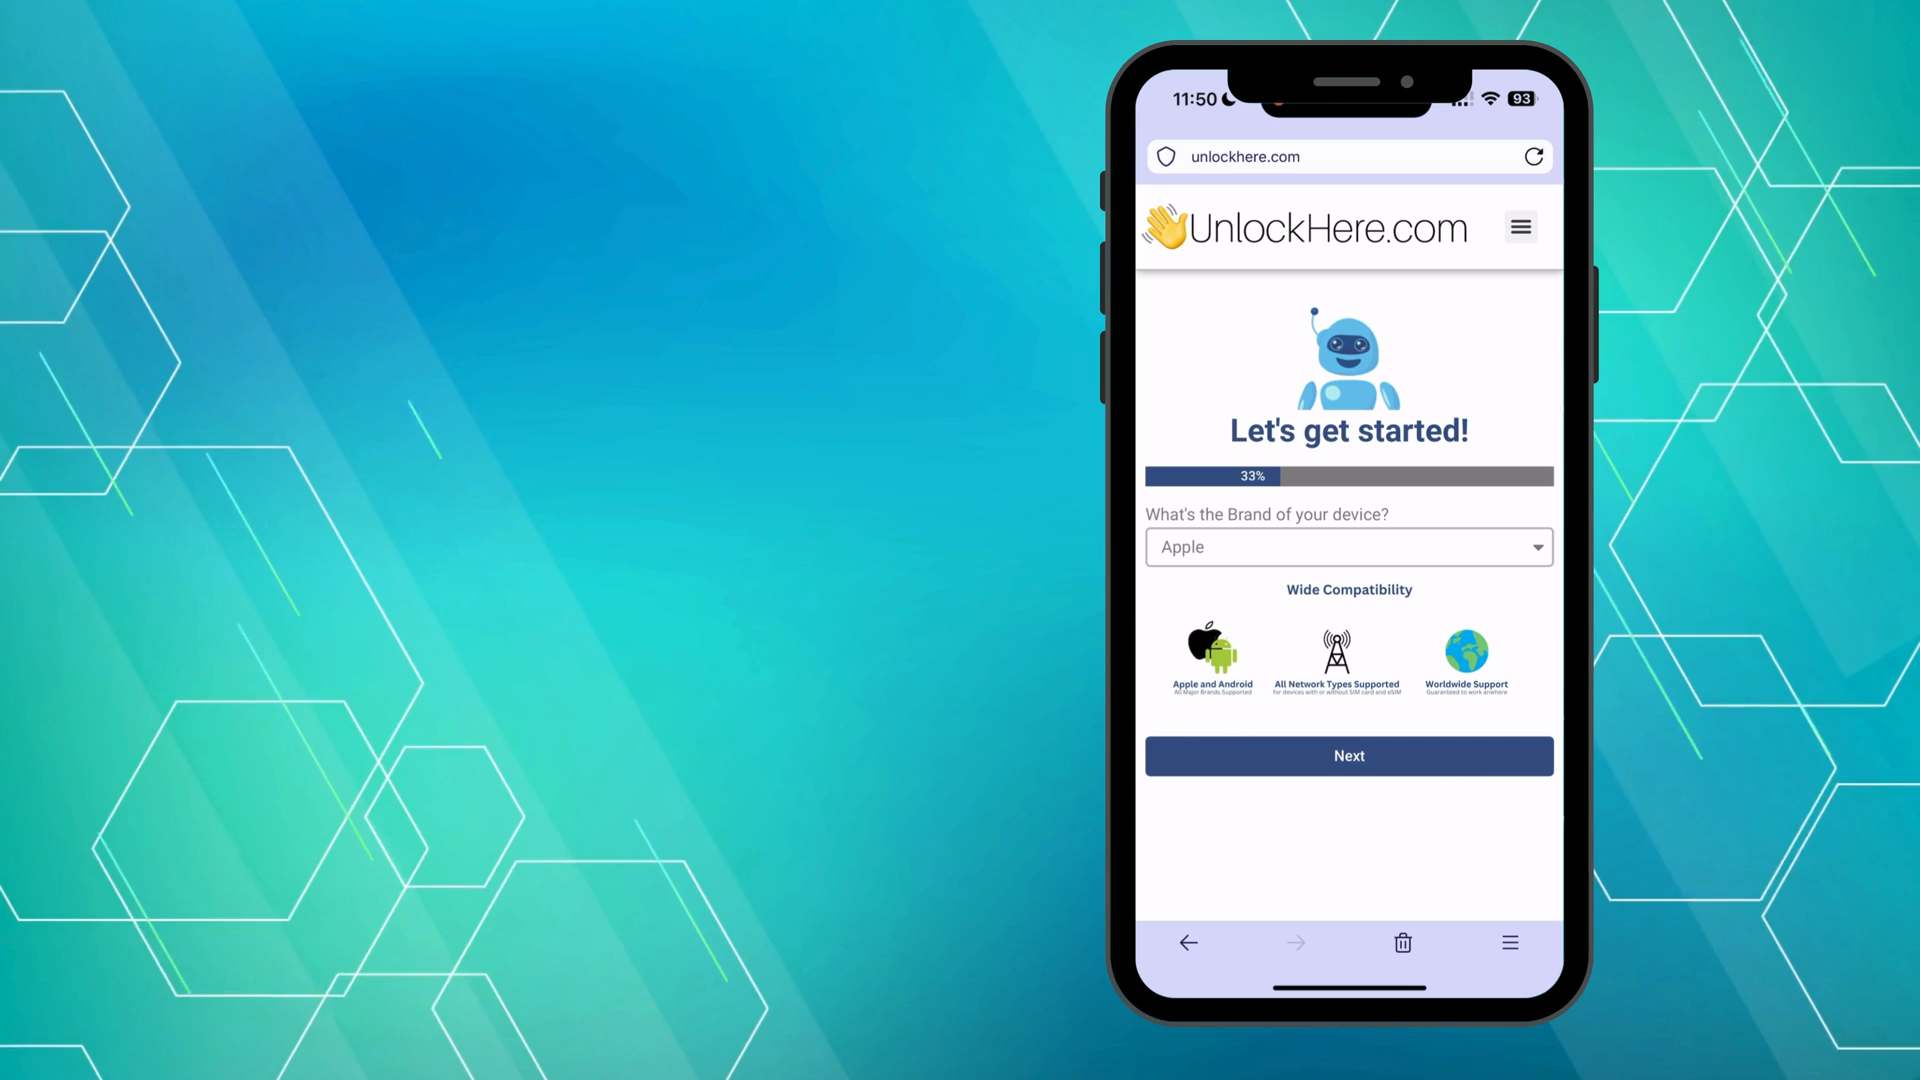 11:50
93
unlockhere.com
UnlockHere.com
Let's get started!
33%
What's the Brand of your device?
Apple
Wide Compatibility
Apple and Android
All Major Brands Supported
All Network Types Supported
for devices with or without SIM card and eSIM
Worldwide Support
Guaranteed to work anywhere
Next